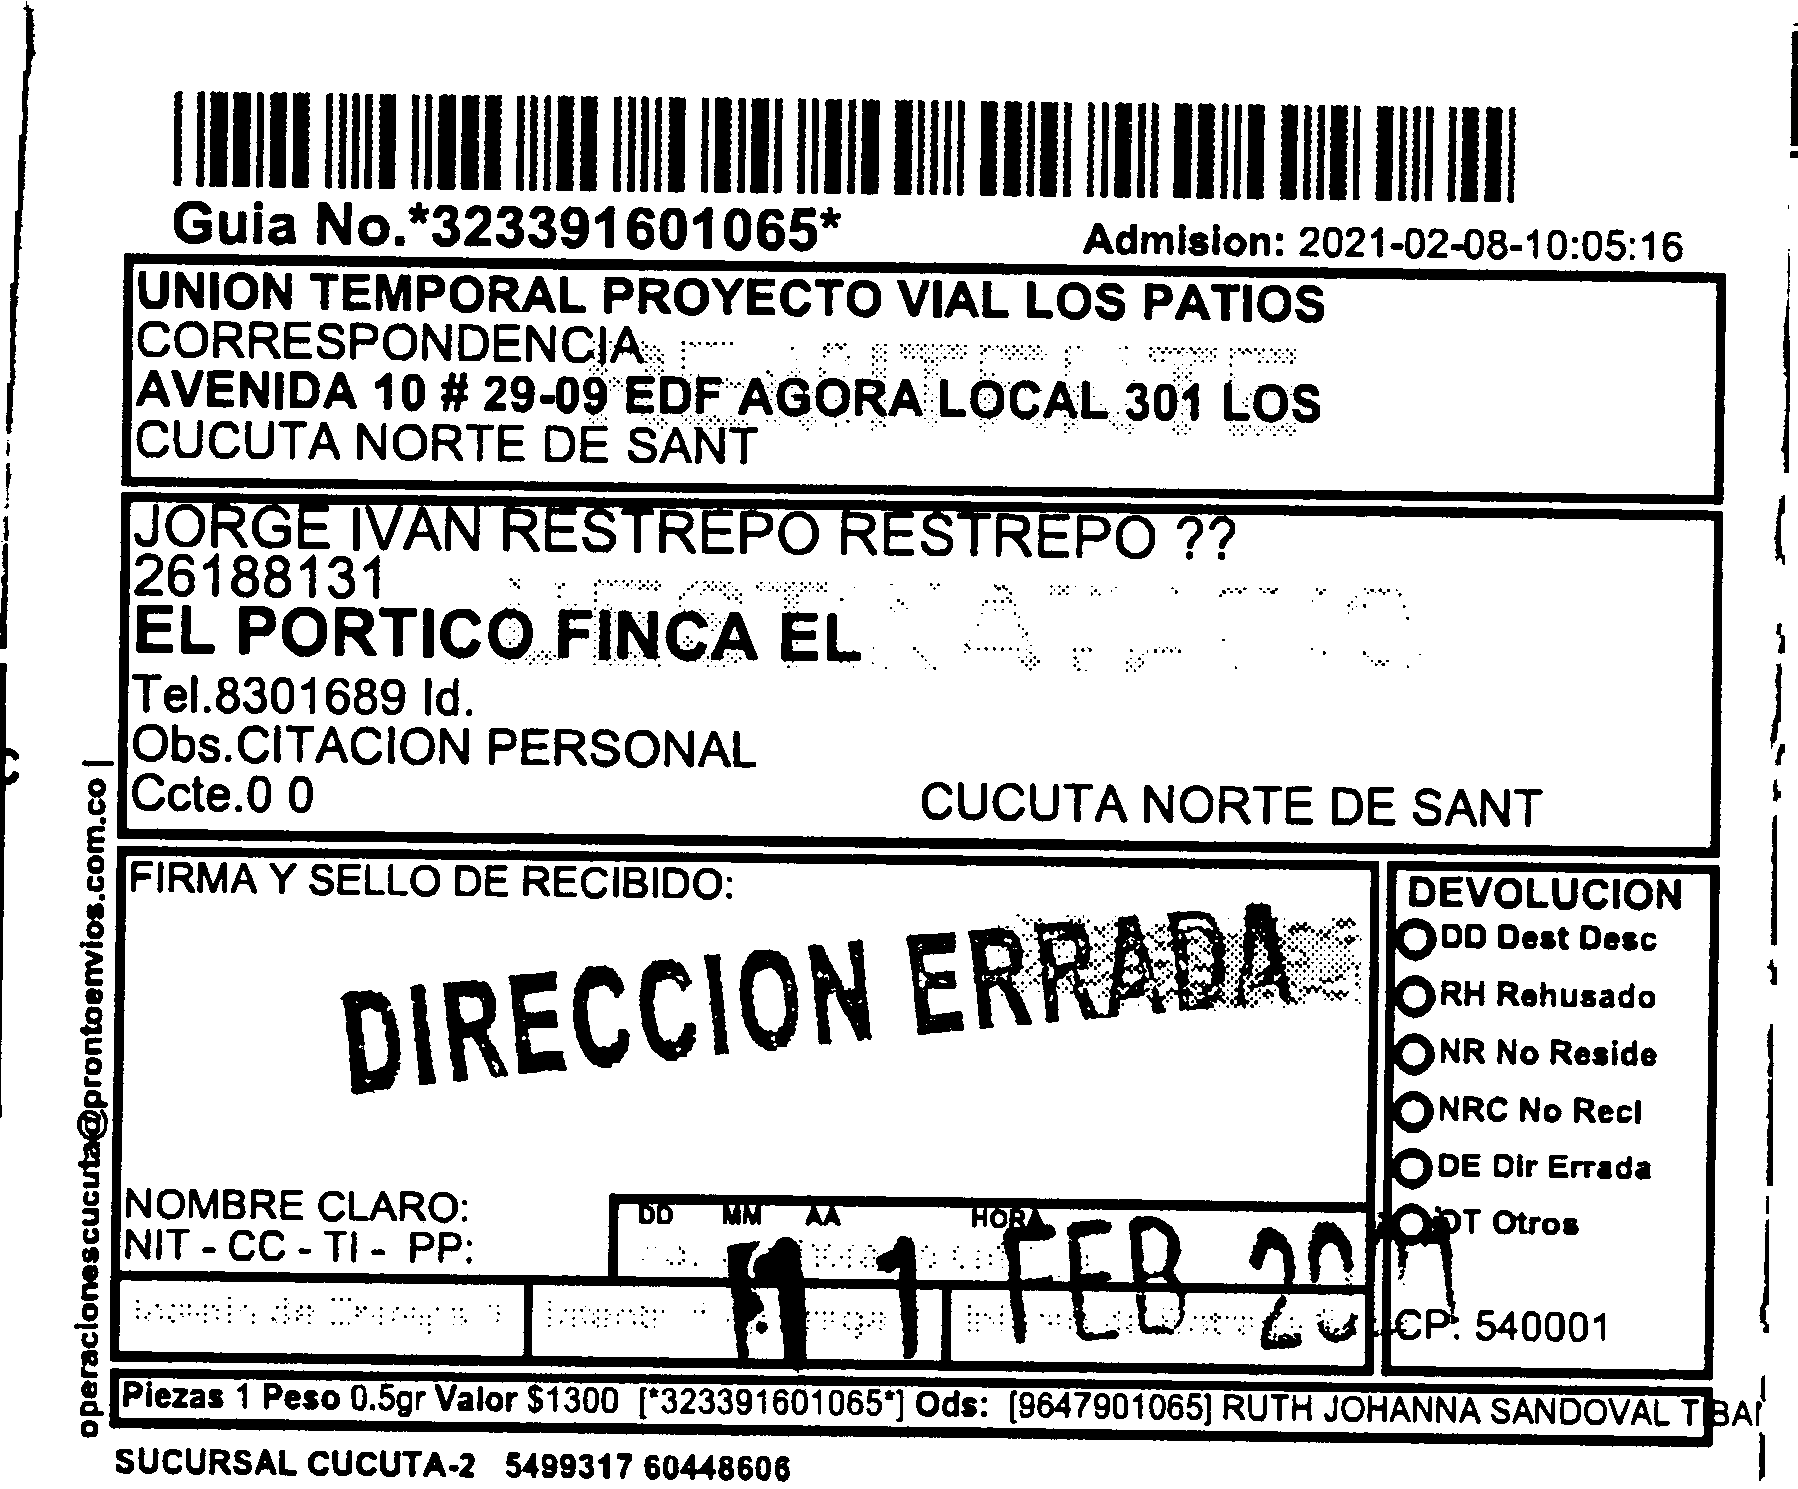 Guia No.*323391601065*
Admision: 2021-02-08-10:05:16
UNION TEMPORAL PROYECTO VIAL LOS PATIOS
CORRESPONDENCIA
AVENIDA 10 # 29-09 EDF AGORA LOCAL 301 LOS
CUCUTA NORTE DE SANT
JORGE IVAN RESTREPO RESTREPO ??
26188131
EL PORTICO FINCA EL
DESTINATARIO
Tel.8301689 Id.
Obs.CITACION PERSONAL
Ccte.0 0
CUCUTA NORTE DE SANT
FIRMA Y SELLO DE RECIBIDO:
DIRECCION ERRADA
NOMBRE CLARO:
NIT - CC - TI - PP:
DD MM AA HORA
11 FEB 20
DEVOLUCION
DD Dest Desc
RH Rehusado
NR No Reside
NRC No Recl
DE Dir Errada
OT Otros
CP: 540001
Piezas 1 Peso 0.5gr Valor $1300 [*323391601065*] Ods: [9647901065] RUTH JOHANNA SANDOVAL TIBA
SUCURSAL CUCUTA-2 5499317 60448606
operacionescucuta@prontoenvios.com.co |